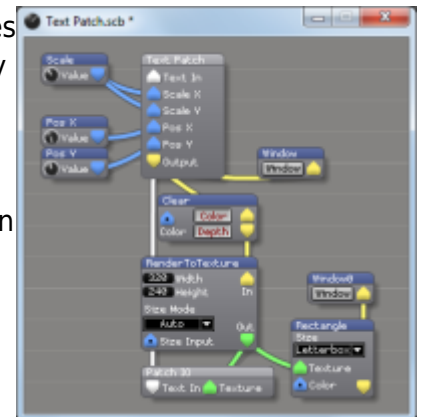 es
y
n
Text Patch.scb *
Scale
Value
Text Patch
Text In
Scale X
Scale Y
Pos X
Pos Y
Output
Pos X
Value
Pos Y
Value
Window
Window
Clear
Color
Color
Depth
RenderToTexture
320 Width
240 Height
In
Size Mode
Auto
Out
Size Input
Window0
Window
Rectangle
Size
Letterbox
Texture
Color
Patch IO
Text In
Texture